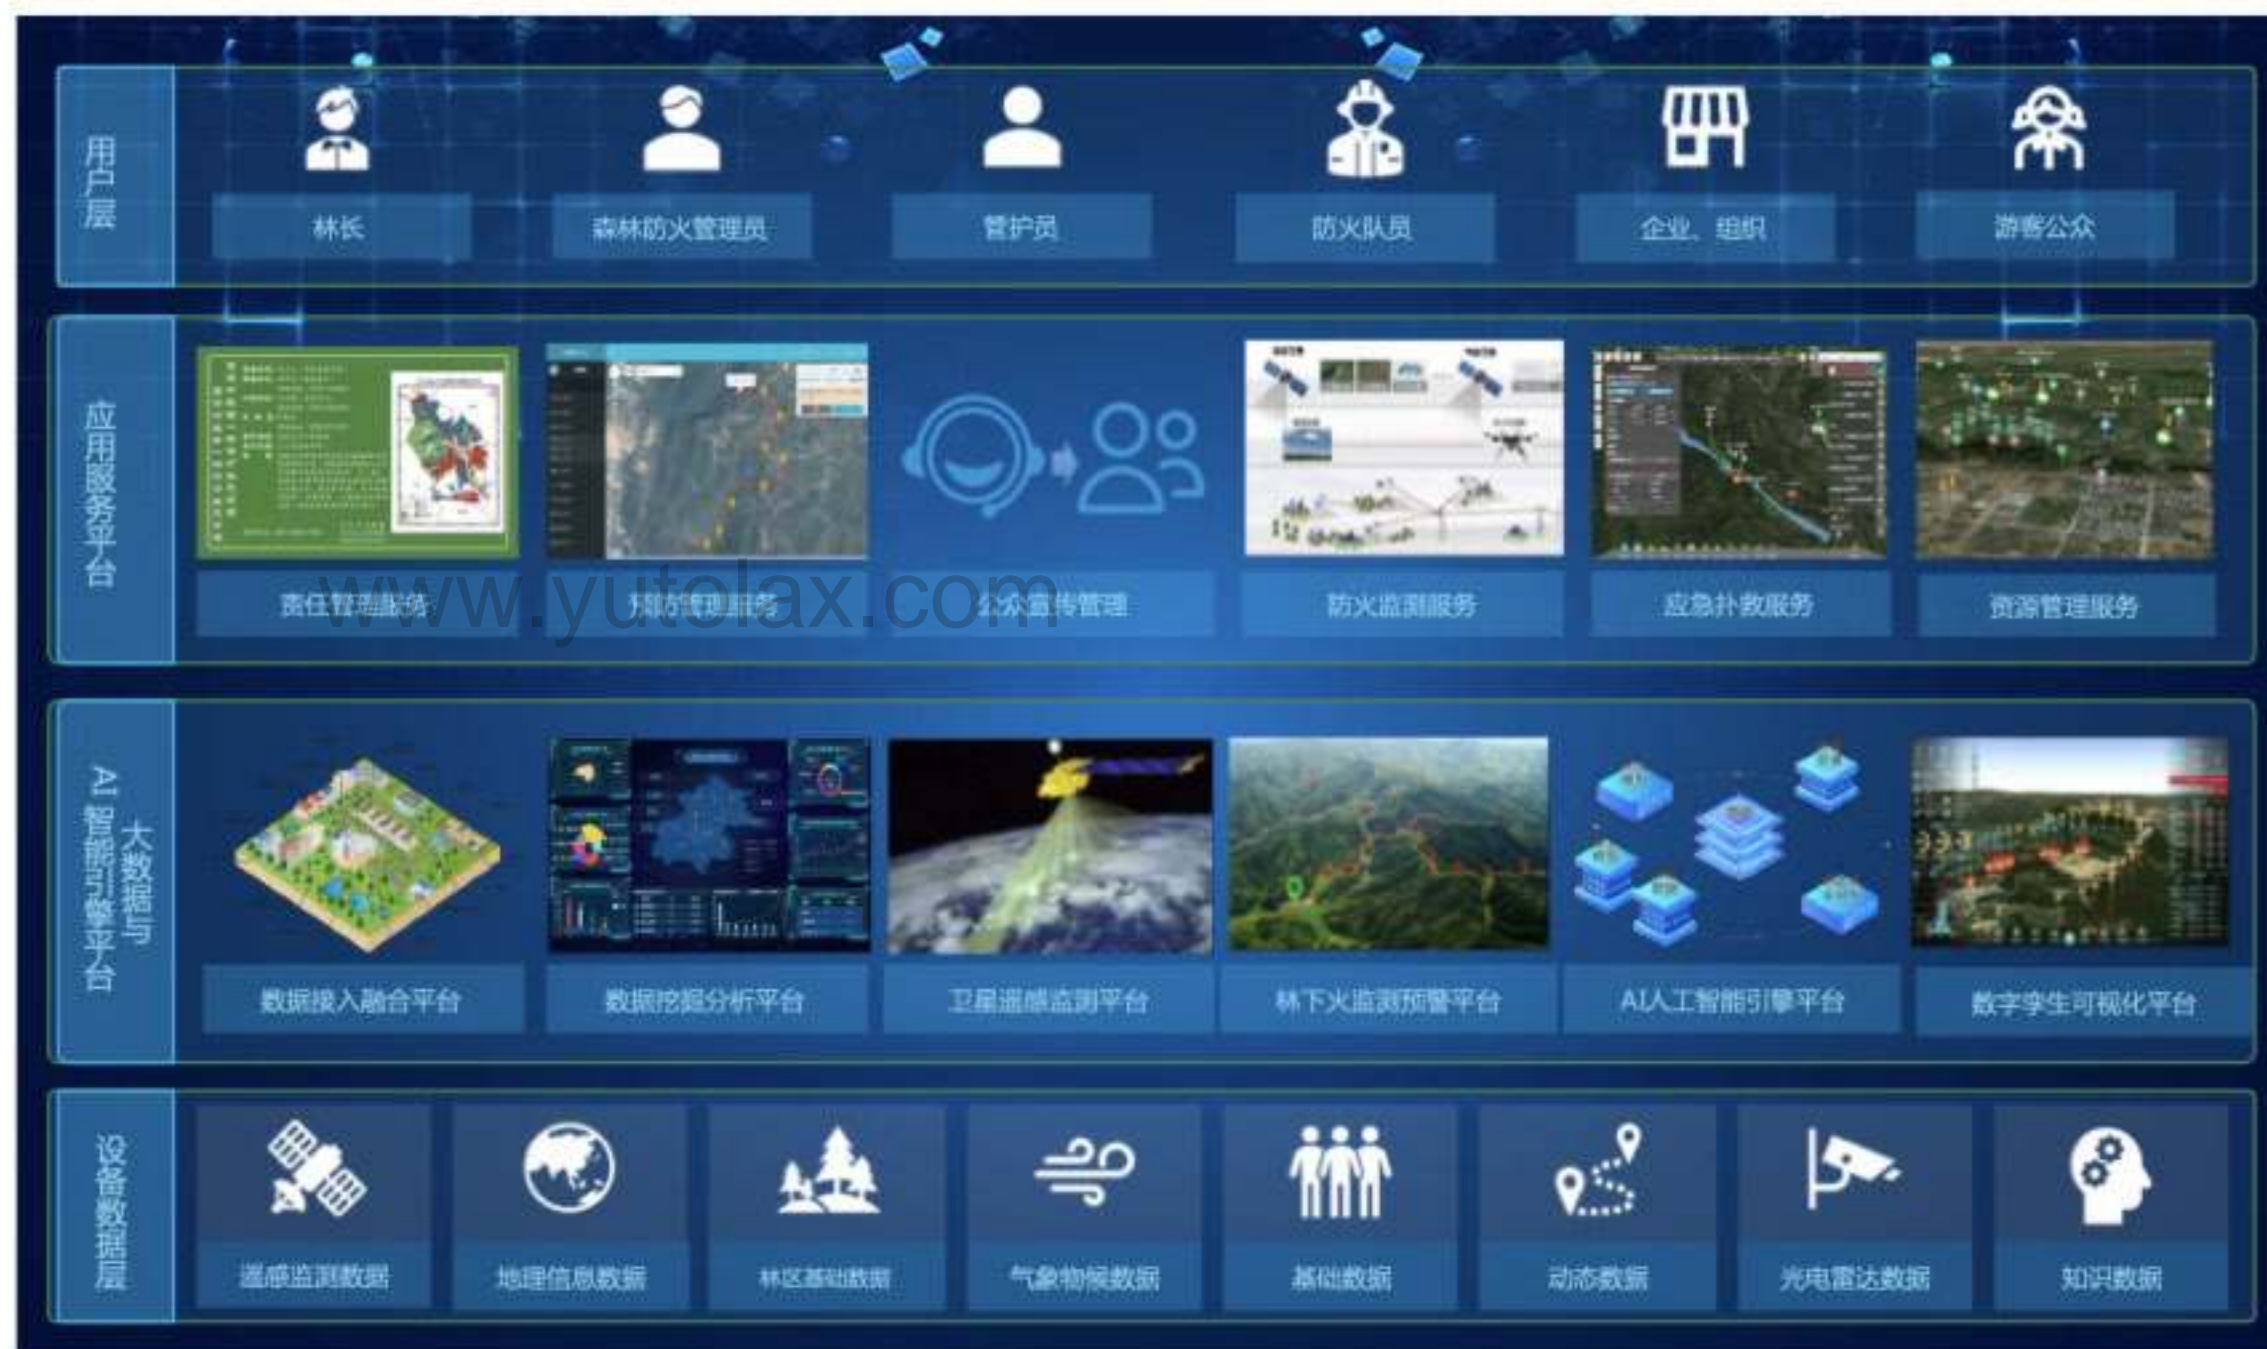 用户层
林长
森林防火管理员
管护员
防火队员
企业、组织
游客公众
应用服务平台
责任管理服务
预防管理服务
公众宣传管理
防火监测服务
应急扑救服务
资源管理服务
www.yutolax.com
大数据与
AI智能引擎平台
数据接入融合平台
数据挖掘分析平台
卫星遥感监测平台
林下火监测预警平台
AI人工智能引擎平台
数字孪生可视化平台
设备数据层
遥感监测数据
地理信息数据
林区基础数据
气象物候数据
基础数据
动态数据
光电雷达数据
知识数据